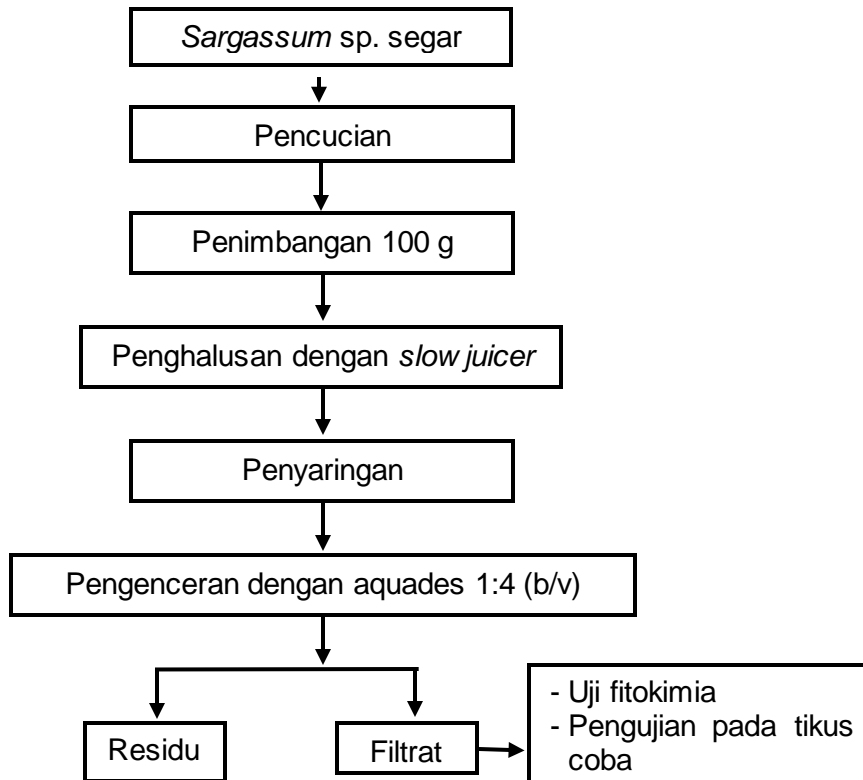 Sargassum sp. segar
Pencucian
Penimbangan 100 g
Penghalusan dengan slow juicer
Penyaringan
Pengenceran dengan aquades 1:4 (b/v)
Residu
Filtrat
- Uji fitokimia
- Pengujian pada tikus
coba